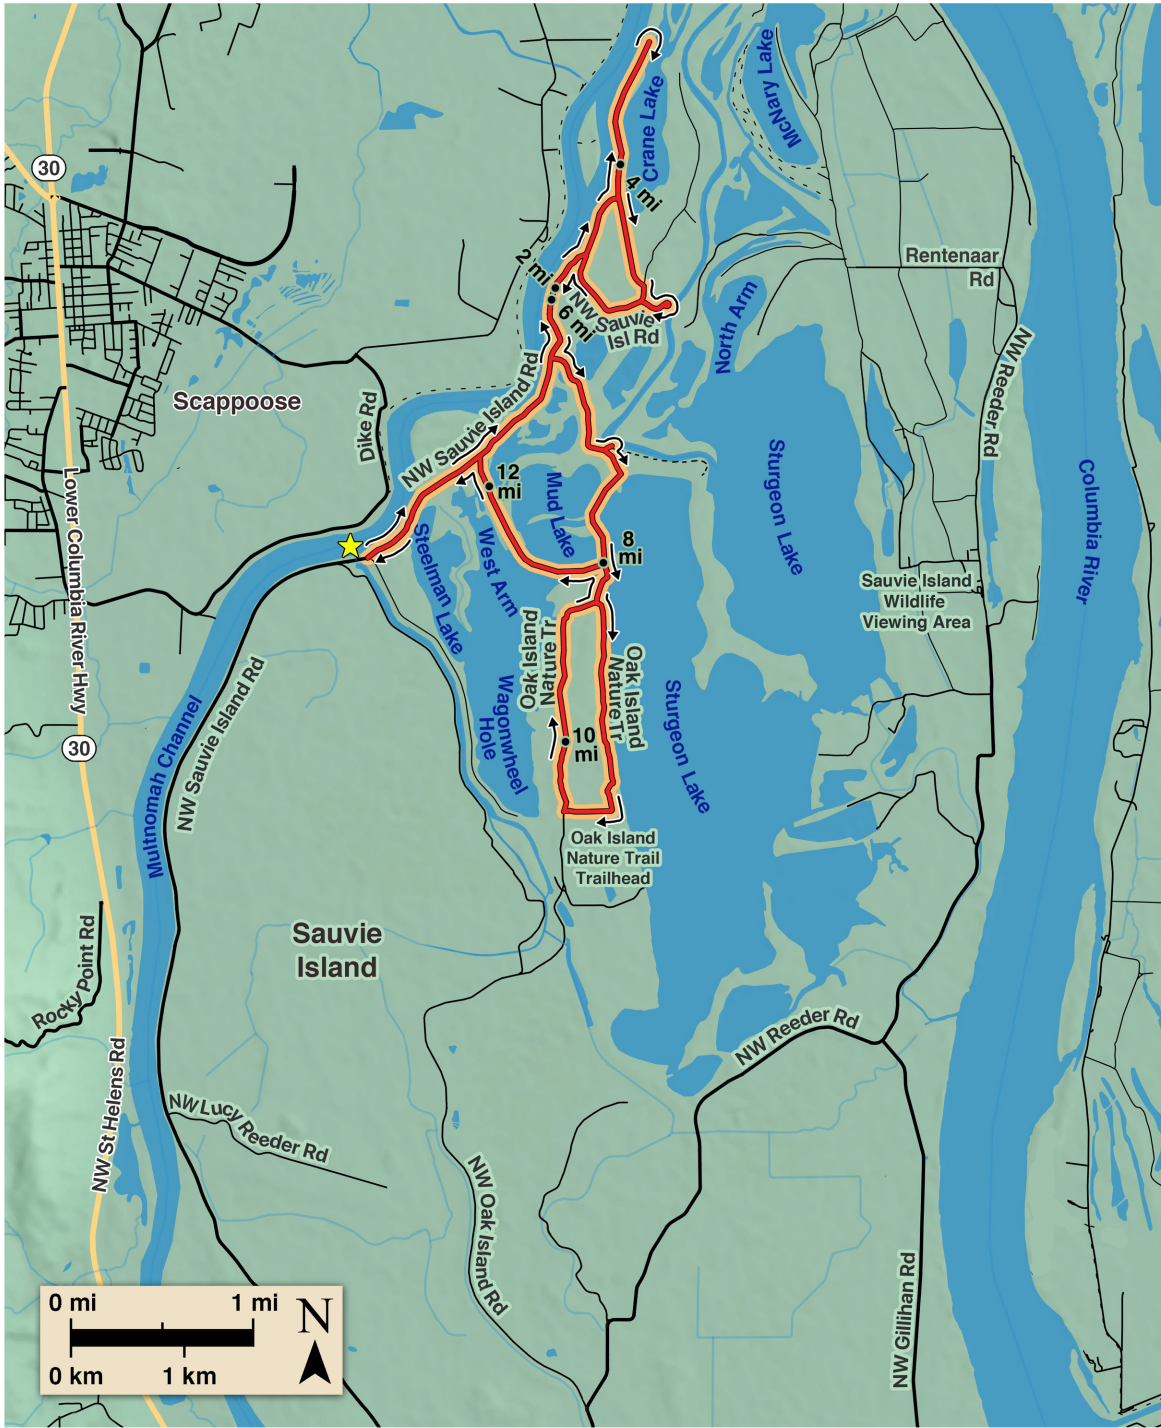 30
Crane Lake
McNary Lake
4 mi
Rentenaar
Rd
2 mi
6 mi
NW Sauvie
Isl Rd
North Arm
NW Reeder Rd
Scappoose
Dike Rd
NW Sauvie Island Rd
Lower Columbia River Hwy
12
mi
Mud Lake
Sturgeon Lake
Columbia River
Steelman Lake
West Arm
8
mi
Sauvie Island
Wildlife
Viewing Area
Oak Island
Nature Tr
Oak Island
Nature Tr
Multnomah Channel
NW Sauvie Island Rd
Wagonwheel
Hole
Sturgeon Lake
30
10
mi
Oak Island
Nature Trail
Trailhead
Sauvie
Island
Rocky Point Rd
NW Reeder Rd
NW St Helens Rd
NW Lucy Reeder Rd
NW Oak Island Rd
NW Gillihan Rd
0 mi
1 mi
N
0 km
1 km